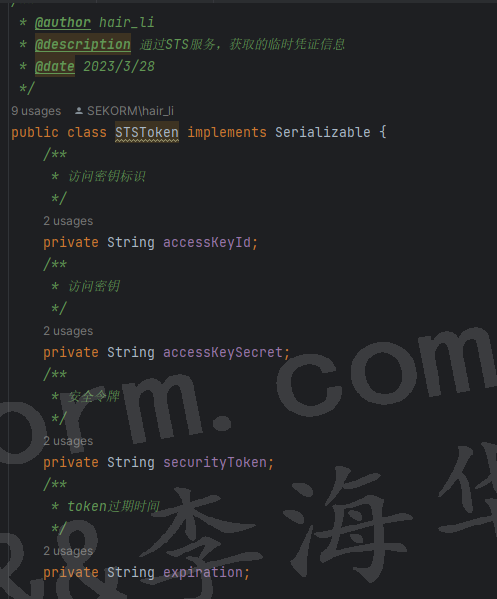 * @author hair_li
* @description 通过STS服务，获取的临时凭证信息
* @date 2023/3/28
*/
9 usages SEKORM\hair_li
public class STSToken implements Serializable {
/**
* 访问密钥标识
*/
2 usages
private String accessKeyId;
/**
* 访问密钥
*/
2 usages
private String accessKeySecret;
/**
* 安全令牌
*/
2 usages
private String securityToken;
/**
* token过期时间
*/
2 usages
private String expiration;
orm. com
&李海华